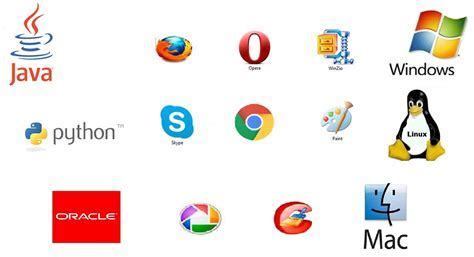 Java
Opera
WinZip
Windows
python™
Skype
Paint
Linux
ORACLE
Mac